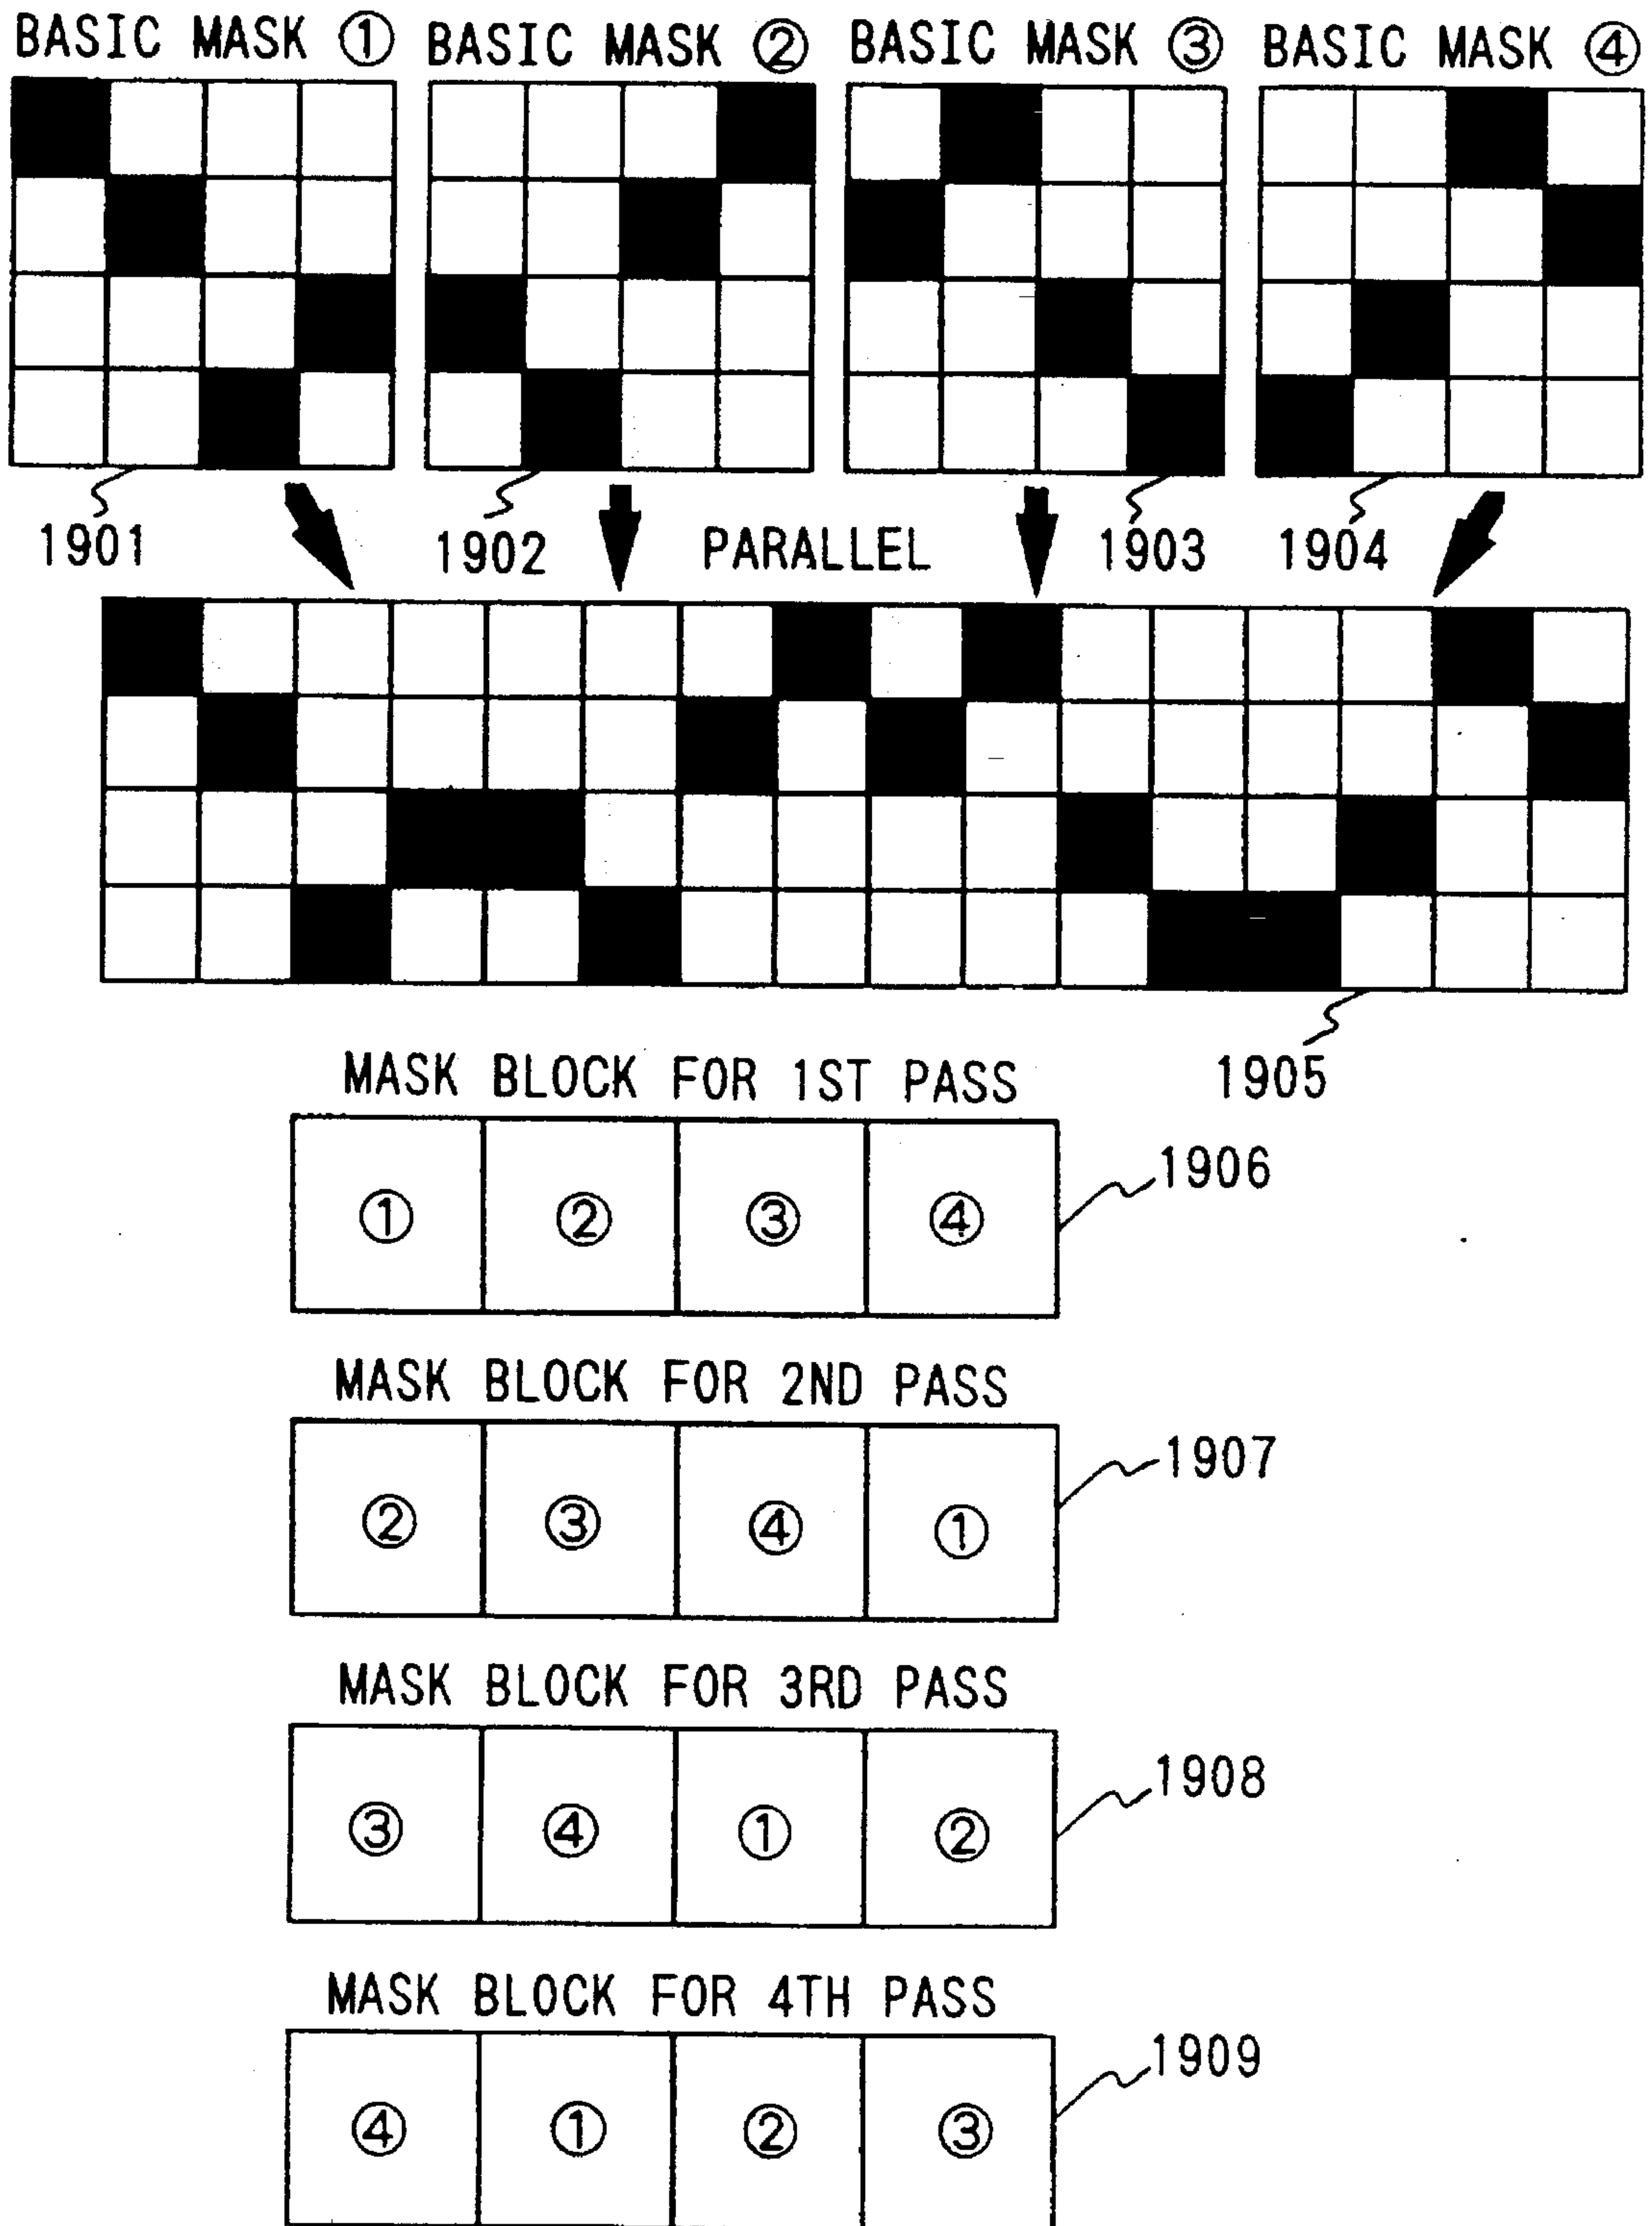 BASIC MASK ① BASIC MASK ② BASIC MASK ③ BASIC MASK ④
1901 1902 PARALLEL 1903 1904
1905
MASK BLOCK FOR 1ST PASS
① ② ③ ④
1906
MASK BLOCK FOR 2ND PASS
② ③ ④ ①
1907
MASK BLOCK FOR 3RD PASS
③ ④ ① ②
1908
MASK BLOCK FOR 4TH PASS
④ ① ② ③
1909